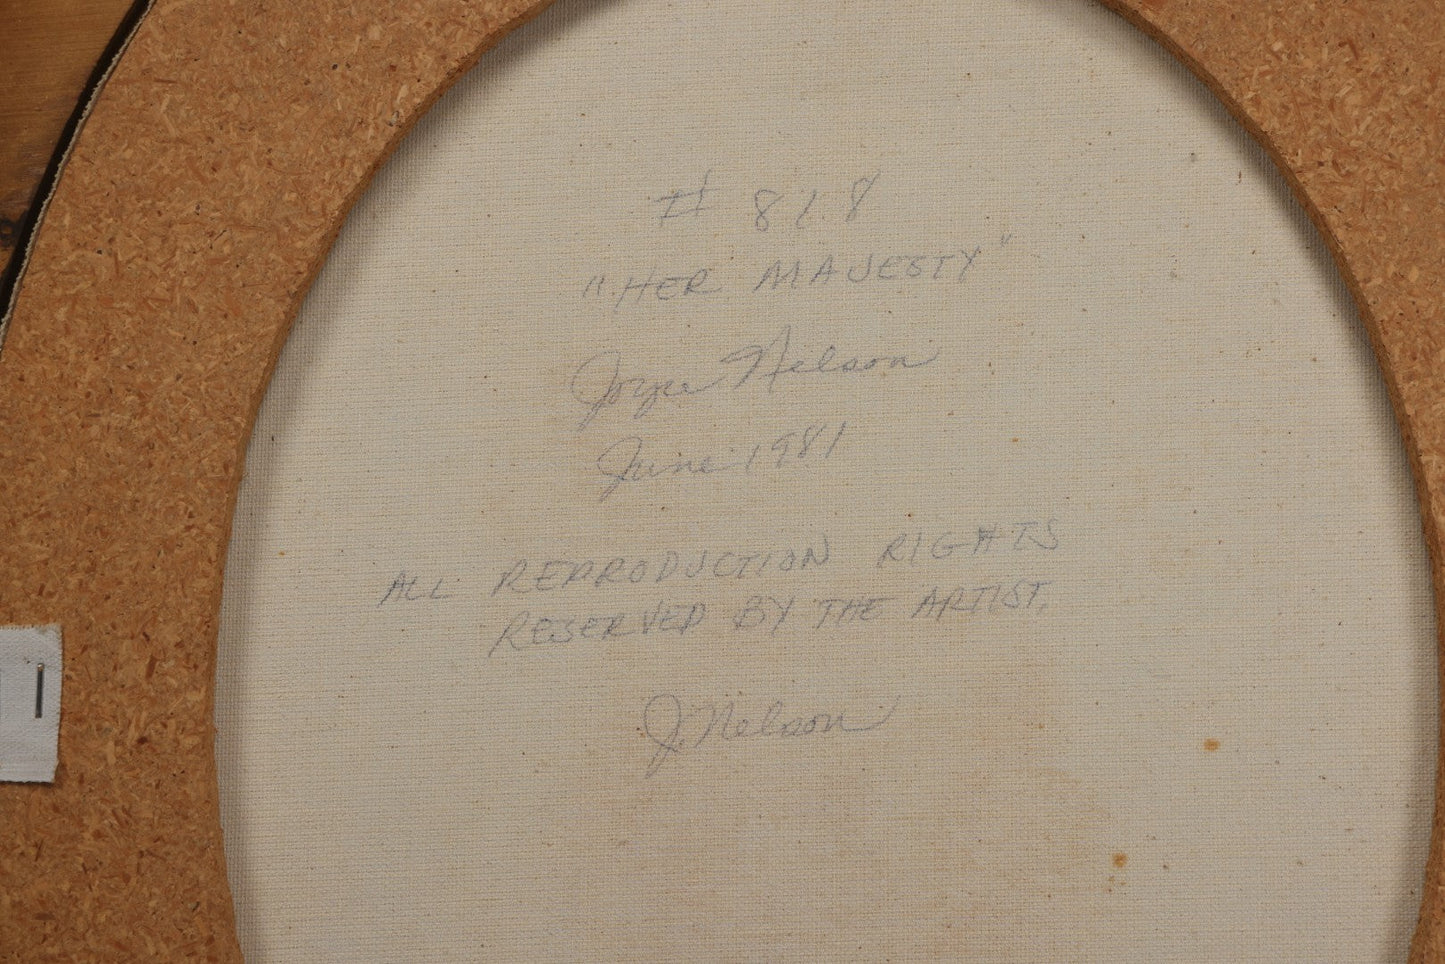 # 818
"HER MAJESTY"
Joyce Nelson
June 1981
ALL REPRODUCTION RIGHTS
RESERVED BY THE ARTIST.
J. Nelson